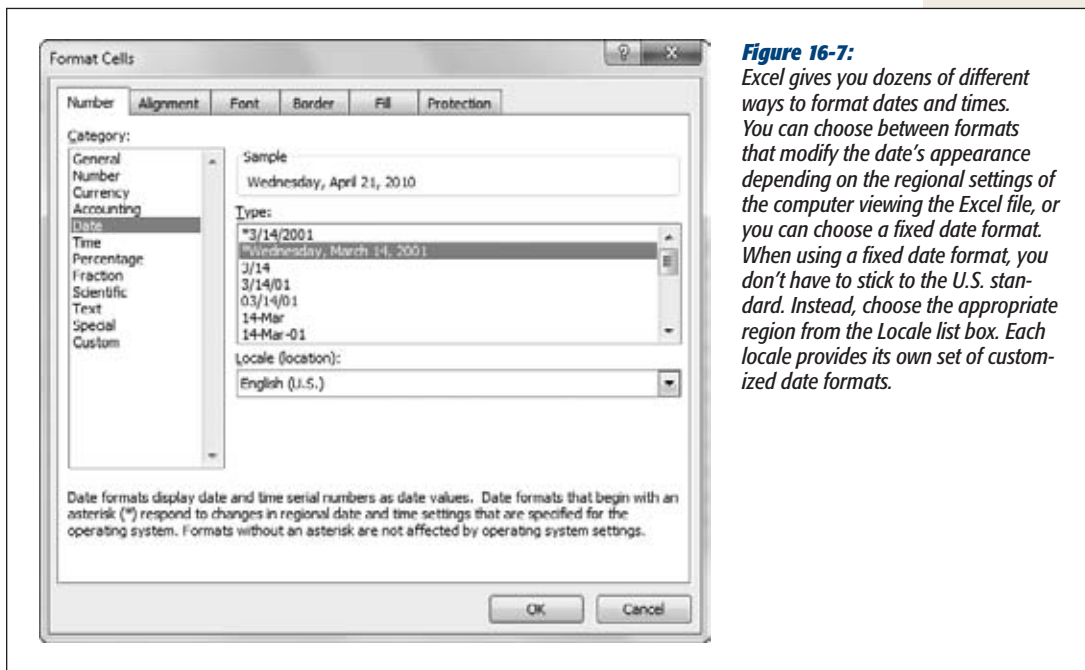 Format Cells
Number Alignment Font Border Fill Protection
Category:
General
Number
Currency
Accounting
Date
Time
Percentage
Fraction
Scientific
Text
Special
Custom
Sample
Wednesday, April 21, 2010
Type:
*3/14/2001
*Wednesday, March 14, 2001
3/14
3/14/01
03/14/01
14-Mar
14-Mar-01
Locale (location):
English (U.S.)
Date formats display date and time serial numbers as date values. Date formats that begin with an
asterisk (*) respond to changes in regional date and time settings that are specified for the
operating system. Formats without an asterisk are not affected by operating system settings.
OK Cancel
Figure 16-7:
Excel gives you dozens of different
ways to format dates and times.
You can choose between formats
that modify the date's appearance
depending on the regional settings of
the computer viewing the Excel file, or
you can choose a fixed date format.
When using a fixed date format, you
don't have to stick to the U.S. stan-
dard. Instead, choose the appropriate
region from the Locale list box. Each
locale provides its own set of custom-
ized date formats.